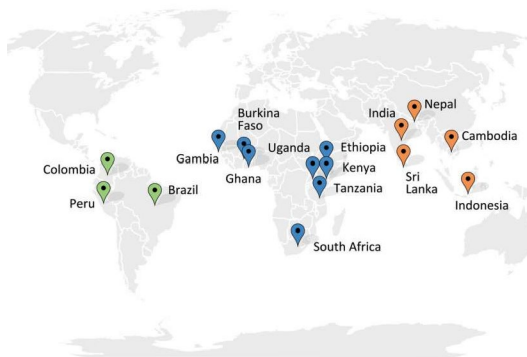 Nepal
India
Burkina
Faso
Cambodia
Uganda
Ethiopia
Gambia
Colombia
Kenya
Ghana
Sri
Lanka
Brazil
Tanzania
Peru
Indonesia
South Africa